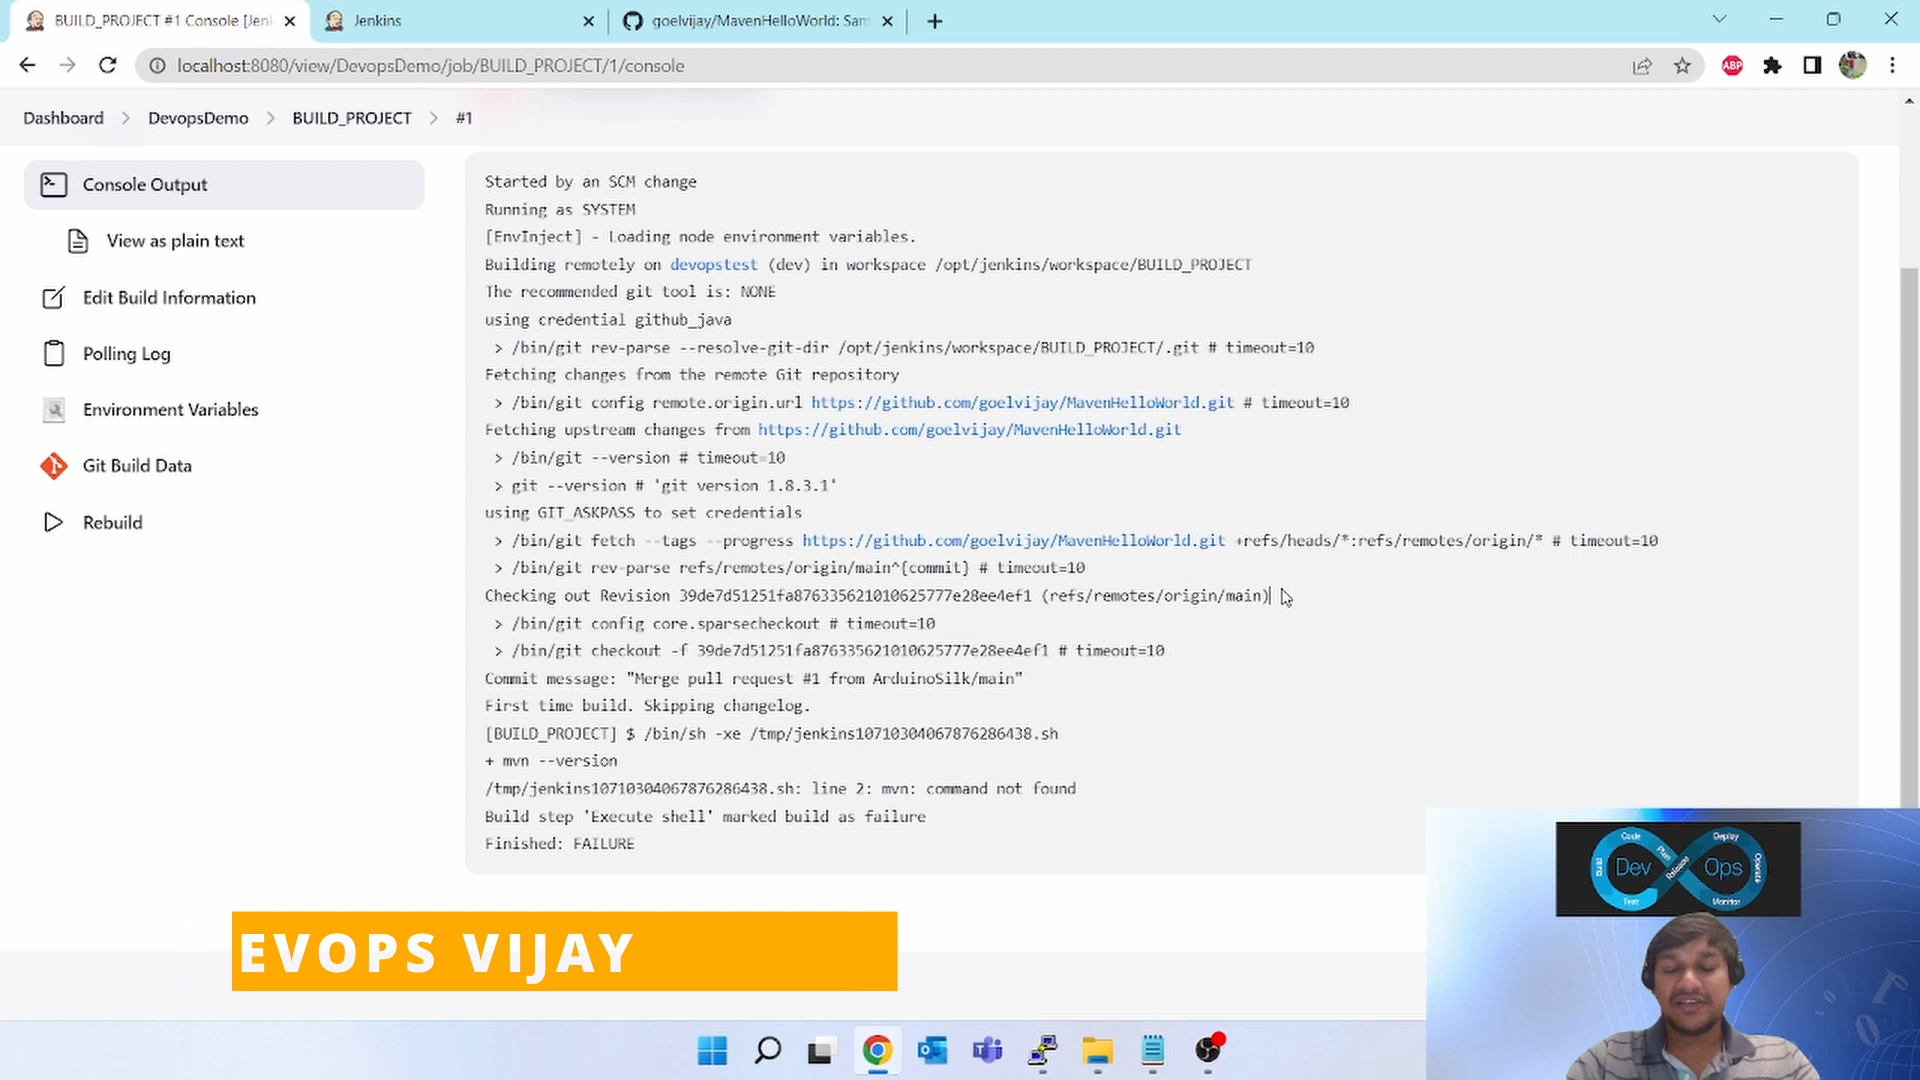 BUILD_PROJECT #1 Console [Jen
Jenkins
goelvijay/MavenHelloWorld: Sam
localhost:8080/view/DevopsDemo/job/BUILD_PROJECT/1/console
ABP
Dashboard
DevopsDemo
BUILD_PROJECT
#1
Console Output
View as plain text
Edit Build Information
Polling Log
Environment Variables
Git Build Data
Rebuild
Started by an SCM change
Running as SYSTEM
[EnvInject] - Loading node environment variables.
Building remotely on devopstest (dev) in workspace /opt/jenkins/workspace/BUILD_PROJECT
The recommended git tool is: NONE
using credential github_java
> /bin/git rev-parse --resolve-git-dir /opt/jenkins/workspace/BUILD_PROJECT/.git # timeout=10
Fetching changes from the remote Git repository
> /bin/git config remote.origin.url https://github.com/goelvijay/MavenHelloWorld.git # timeout=10
Fetching upstream changes from https://github.com/goelvijay/MavenHelloWorld.git
> /bin/git --version # timeout=10
> git --version # 'git version 1.8.3.1'
using GIT_ASKPASS to set credentials
> /bin/git fetch --tags --progress https://github.com/goelvijay/MavenHelloWorld.git +refs/heads/*:refs/remotes/origin/* # timeout=10
> /bin/git rev-parse refs/remotes/origin/main^{commit} # timeout=10
Checking out Revision 39de7d51251fa876335621010625777e28ee4ef1 (refs/remotes/origin/main)
> /bin/git config core.sparsecheckout # timeout=10
> /bin/git checkout -f 39de7d51251fa876335621010625777e28ee4ef1 # timeout=10
Commit message: "Merge pull request #1 from ArduinoSilk/main"
First time build. Skipping changelog.
[BUILD_PROJECT] $ /bin/sh -xe /tmp/jenkins10710304067876286438.sh
+ mvn --version
/tmp/jenkins10710304067876286438.sh: line 2: mvn: command not found
Build step 'Execute shell' marked build as failure
Finished: FAILURE
Code
Plan
Release
Deploy
Operate
Monitor
Test
Build
Dev
Ops
EVOPS VIJAY